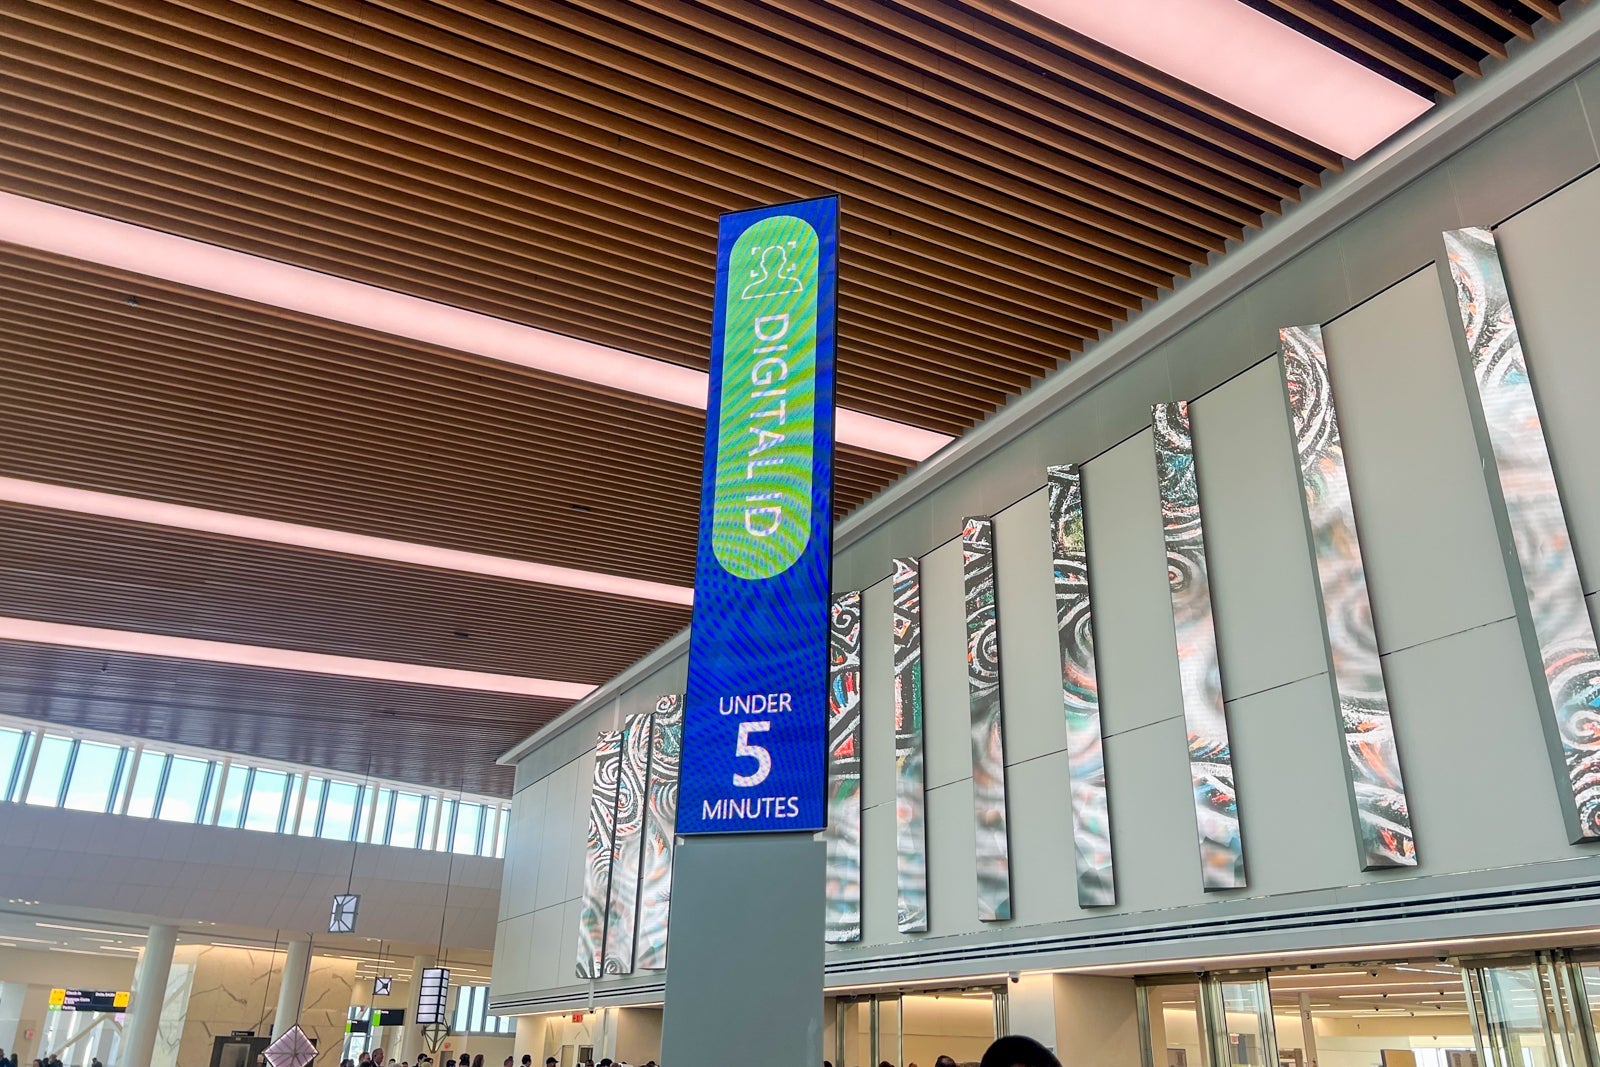 DIGITAL ID
UNDER
5
MINUTES